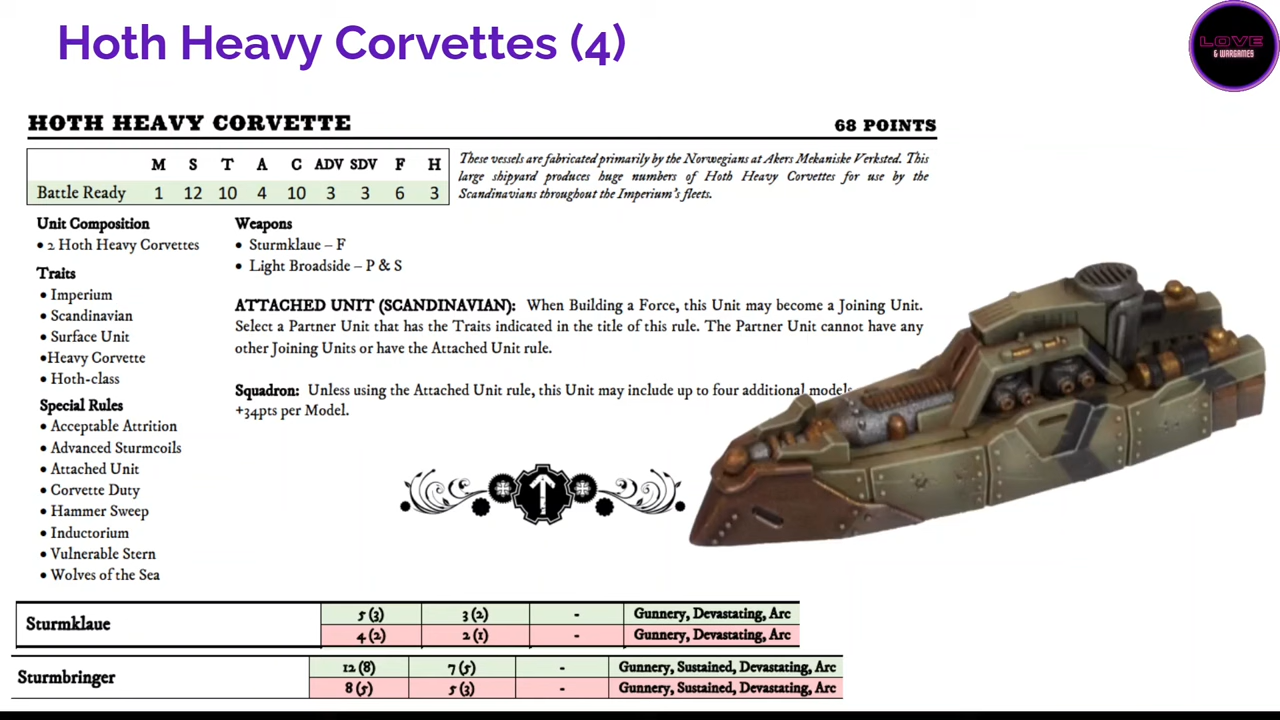 Hoth Heavy Corvettes (4)
LOVE
& WARGAMES
HOTH HEAVY CORVETTE 68 POINTS
M S T A C ADV SDV F H
Battle Ready 1 12 10 4 10 3 3 6 3
These vessels are fabricated primarily by the Norwegians at Akers Mekaniske Verksted. This
large shipyard produces huge numbers of Hoth Heavy Corvettes for use by the
Scandinavians throughout the Imperium's fleets.
Unit Composition
• 2 Hoth Heavy Corvettes
Traits
• Imperium
• Scandinavian
• Surface Unit
•Heavy Corvette
• Hoth-class
Special Rules
• Acceptable Attrition
• Advanced Sturmcoils
• Attached Unit
• Corvette Duty
• Hammer Sweep
• Inductorium
• Vulnerable Stern
• Wolves of the Sea
Weapons
• Sturmklaue – F
• Light Broadside – P & S
ATTACHED UNIT (SCANDINAVIAN): When Building a Force, this Unit may become a Joining Unit.
Select a Partner Unit that has the Traits indicated in the title of this rule. The Partner Unit cannot have any
other Joining Units or have the Attached Unit rule.
Squadron: Unless using the Attached Unit rule, this Unit may include up to four additional models
+34pts per Model.
Sturmklaue 5 (3) 3 (2) - Gunnery, Devastating, Arc
4 (2) 2 (1) - Gunnery, Devastating, Arc
Sturmbringer 12 (8) 7 (5) - Gunnery, Sustained, Devastating, Arc
8 (5) 5 (3) - Gunnery, Sustained, Devastating, Arc